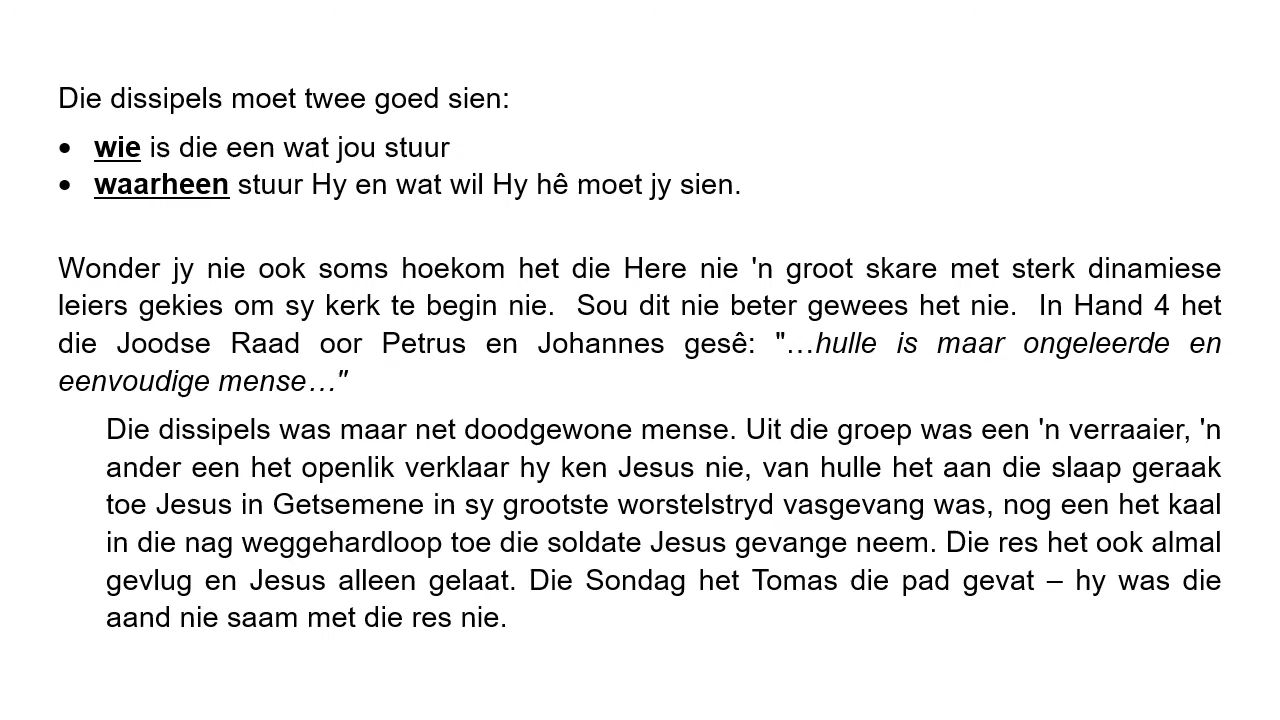 Die dissipels moet twee goed sien:
• wie is die een wat jou stuur
• waarheen stuur Hy en wat wil Hy hê moet jy sien.
Wonder jy nie ook soms hoekom het die Here nie 'n groot skare met sterk dinamiese
leiers gekies om sy kerk te begin nie.  Sou dit nie beter gewees het nie.  In Hand 4 het
die Joodse Raad oor Petrus en Johannes gesê: "…hulle is maar ongeleerde en
eenvoudige mense…"
Die dissipels was maar net doodgewone mense. Uit die groep was een 'n verraaier, 'n
ander een het openlik verklaar hy ken Jesus nie, van hulle het aan die slaap geraak
toe Jesus in Getsemene in sy grootste worstelstryd vasgevang was, nog een het kaal
in die nag weggehardloop toe die soldate Jesus gevange neem. Die res het ook almal
gevlug en Jesus alleen gelaat. Die Sondag het Tomas die pad gevat – hy was die
aand nie saam met die res nie.